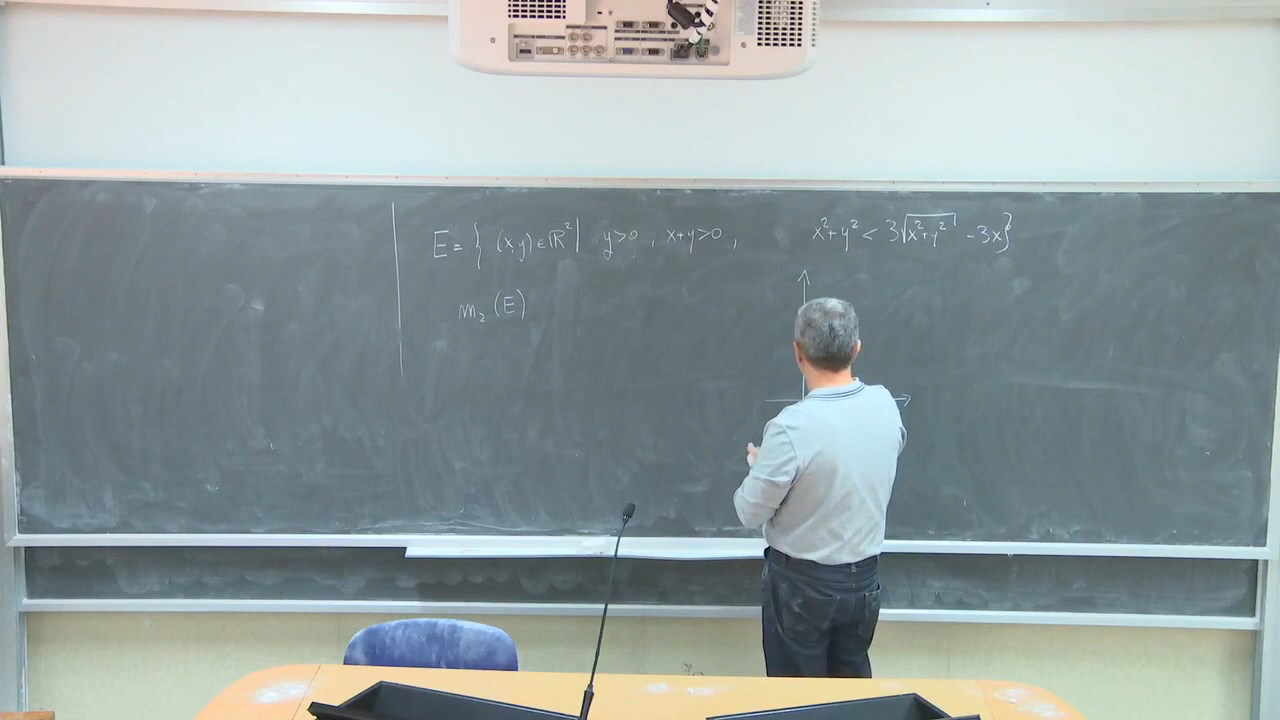 E = { (x,y) ∈ ℝ² | y>0 , x+y>0 , x²+y² < 3√(x²+y²) - 3x }
m₂(E)